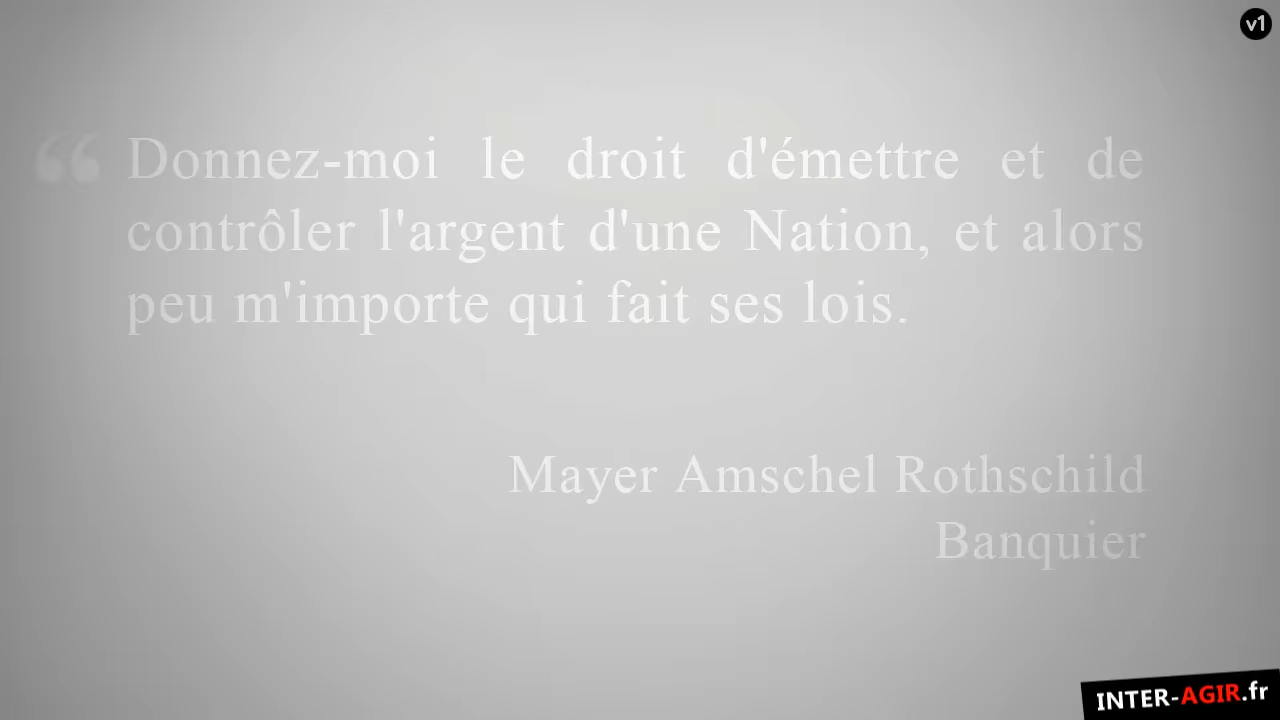 v1
“ Donnez-moi le droit d'émettre et de
contrôler l'argent d'une Nation, et alors
peu m'importe qui fait ses lois.
Mayer Amschel Rothschild
Banquier
INTER-AGIR.fr